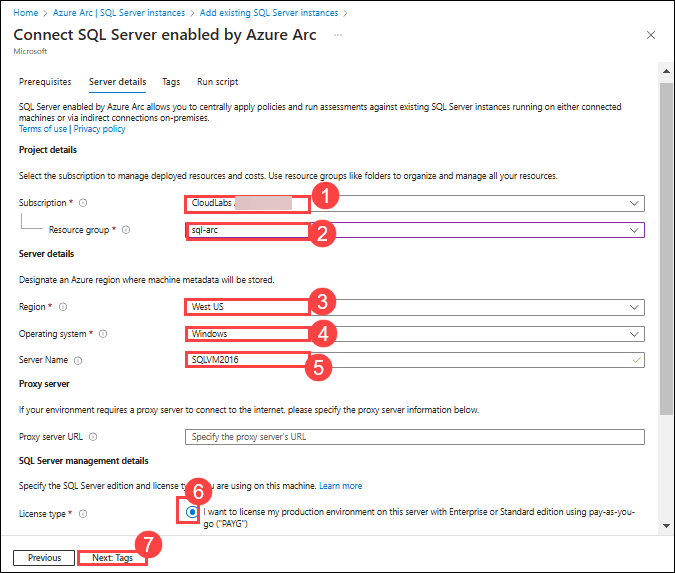 Home > Azure Arc | SQL Server instances > Add existing SQL Server instances >
Connect SQL Server enabled by Azure Arc ...
Microsoft
Prerequisites Server details Tags Run script
SQL Server enabled by Azure Arc allows you to centrally apply policies and run assessments against existing SQL Server instances running on either connected
machines or via indirect connections on-premises.
Terms of use | Privacy policy
Project details
Select the subscription to manage deployed resources and costs. Use resource groups like folders to organize and manage all your resources.
Subscription * CloudLabs 1
Resource group * sql-arc 2
Server details
Designate an Azure region where machine metadata will be stored.
Region * West US 3
Operating system * Windows 4
Server Name SQLVM2016 5
Proxy server
If your environment requires a proxy server to connect to the internet, please specify the proxy server information below.
Proxy server URL Specify the proxy server's URL
SQL Server management details
Specify the SQL Server edition and license you are using on this machine. Learn more
6
License type * I want to license my production environment on this server with Enterprise or Standard edition using pay-as-you-
go ("PAYG")
7
Previous Next: Tags